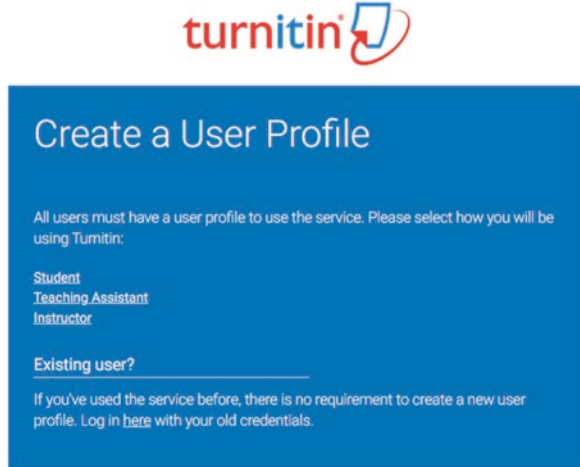 turnitin
Create a User Profile
All users must have a user profile to use the service. Please select how you will be
using Turnitin:
Student
Teaching Assistant
Instructor
Existing user?
If you've used the service before, there is no requirement to create a new user
profile. Log in here with your old credentials.